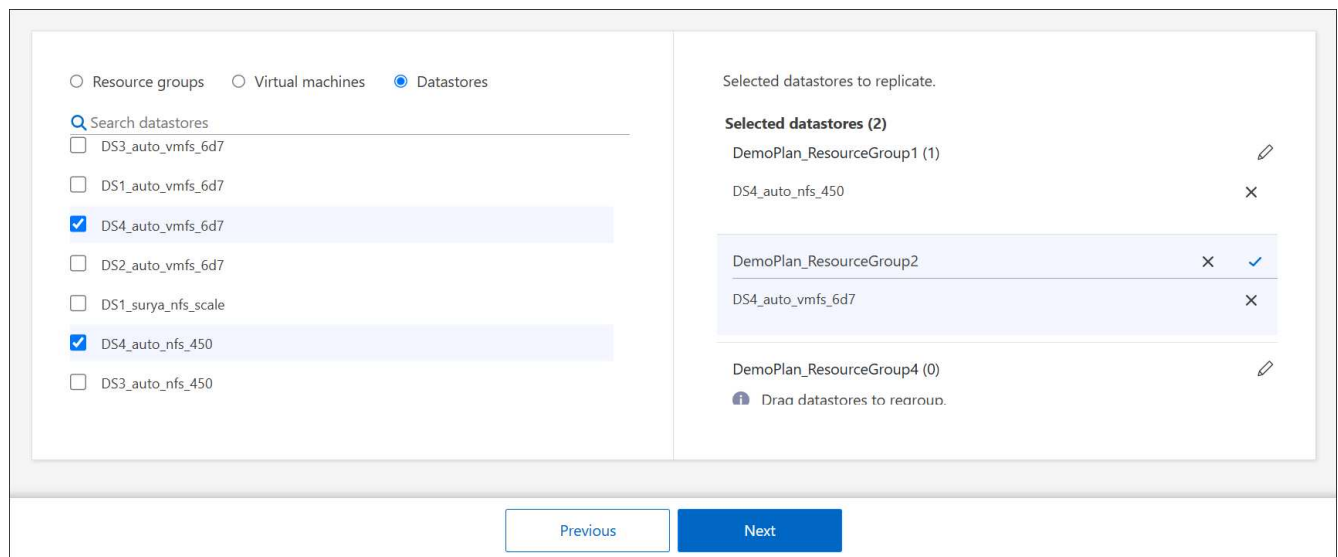 Resource groups Virtual machines Datastores
Search datastores
DS3_auto_vmfs_6d7
DS1_auto_vmfs_6d7
DS4_auto_vmfs_6d7
DS2_auto_vmfs_6d7
DS1_surya_nfs_scale
DS4_auto_nfs_450
DS3_auto_nfs_450
Selected datastores to replicate.
Selected datastores (2)
DemoPlan_ResourceGroup1 (1)
DS4_auto_nfs_450
DemoPlan_ResourceGroup2
DS4_auto_vmfs_6d7
DemoPlan_ResourceGroup4 (0)
Drag datastores to regroup.
Previous Next